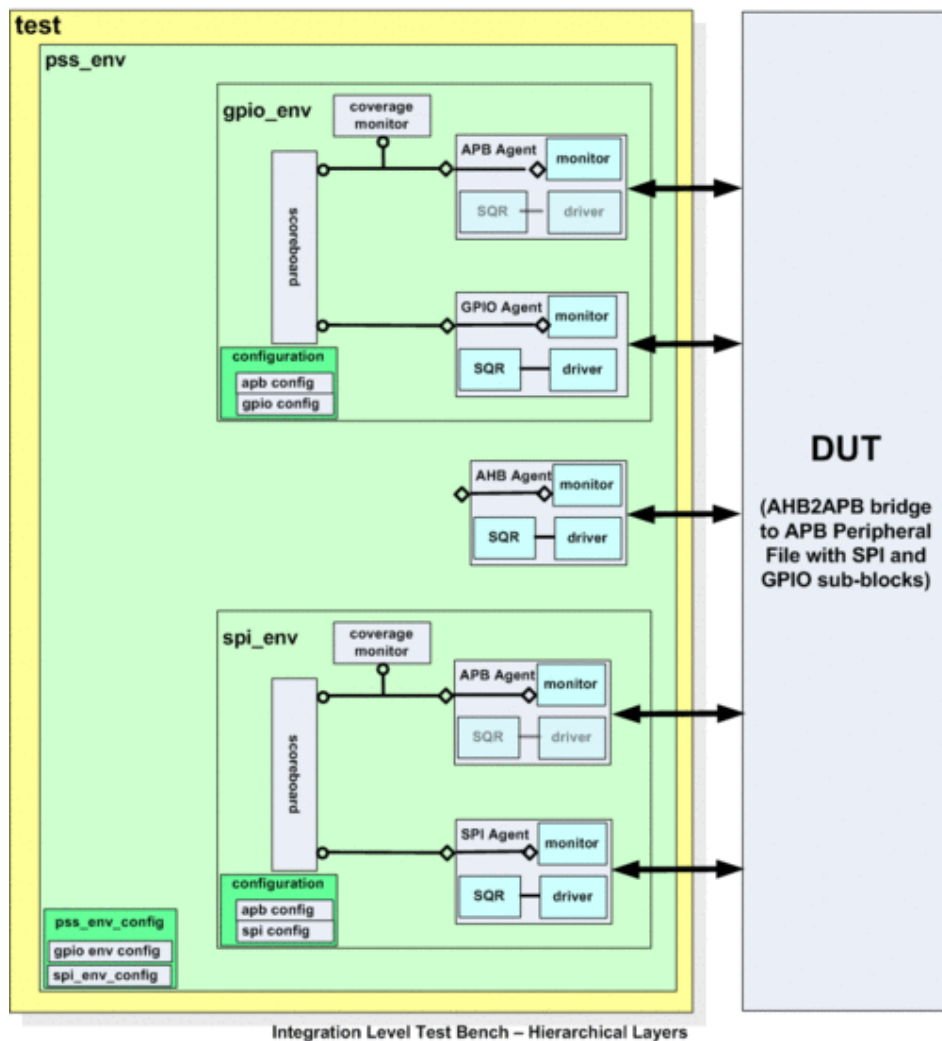 test
pss_env
gpio_env
coverage
monitor
scoreboard
APB Agent
monitor
SQR
driver
GPIO Agent
monitor
SQR
driver
configuration
apb config
gpio config
AHB Agent
monitor
SQR
driver
spi_env
coverage
monitor
scoreboard
APB Agent
monitor
SQR
driver
SPI Agent
monitor
SQR
driver
configuration
apb config
spi config
pss_env_config
gpio env config
spi_env_config
DUT
(AHB2APB bridge
to APB Peripheral
File with SPI and
GPIO sub-blocks)
Integration Level Test Bench – Hierarchical Layers